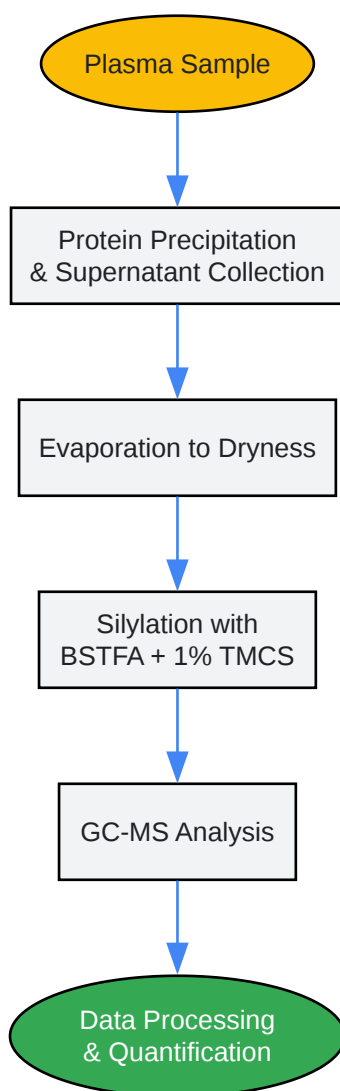 Plasma Sample
Protein Precipitation
& Supernatant Collection
Evaporation to Dryness
Silylation with
BSTFA + 1% TMCS
GC-MS Analysis
Data Processing
& Quantification